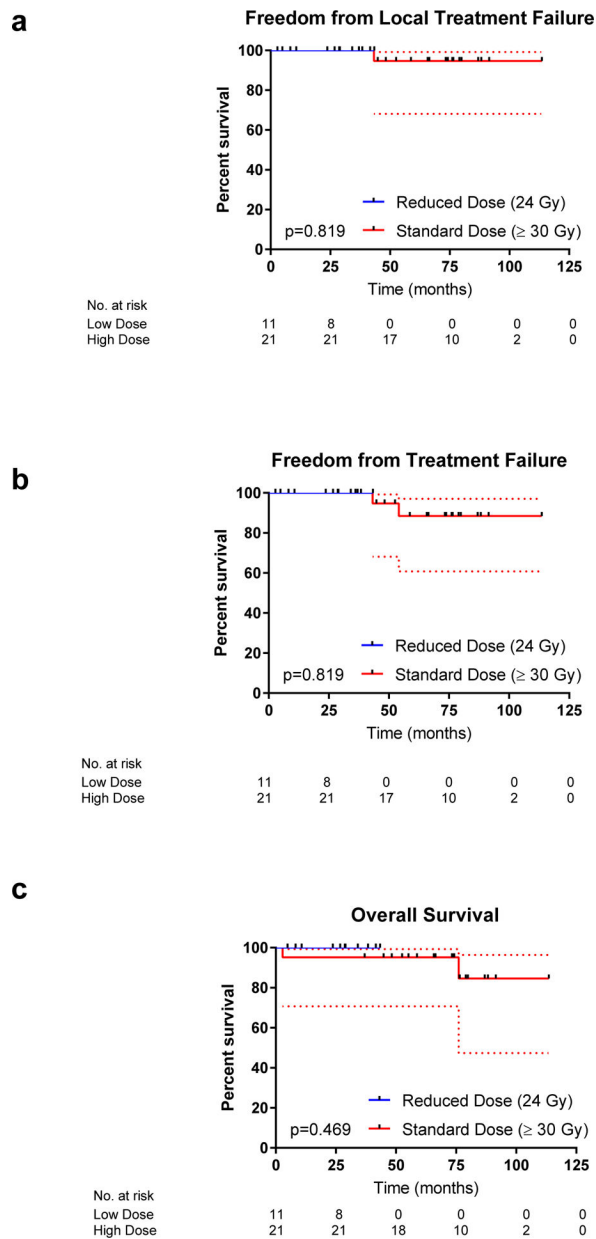 a
Freedom from Local Treatment Failure
100
80
60
40
20
0
Percent survival
Reduced Dose (24 Gy)
p=0.819 Standard Dose (≥ 30 Gy)
0 25 50 75 100 125
Time (months)
No. at risk
Low Dose 11 8 0 0 0 0
High Dose 21 21 17 10 2 0
b
Freedom from Treatment Failure
100
80
60
40
20
0
Percent survival
Reduced Dose (24 Gy)
p=0.819 Standard Dose (≥ 30 Gy)
0 25 50 75 100 125
Time (months)
No. at risk
Low Dose 11 8 0 0 0 0
High Dose 21 21 17 10 2 0
c
Overall Survival
100
80
60
40
20
0
Percent survival
Reduced Dose (24 Gy)
p=0.469 Standard Dose (≥ 30 Gy)
0 25 50 75 100 125
Time (months)
No. at risk
Low Dose 11 8 0 0 0 0
High Dose 21 21 18 10 2 0